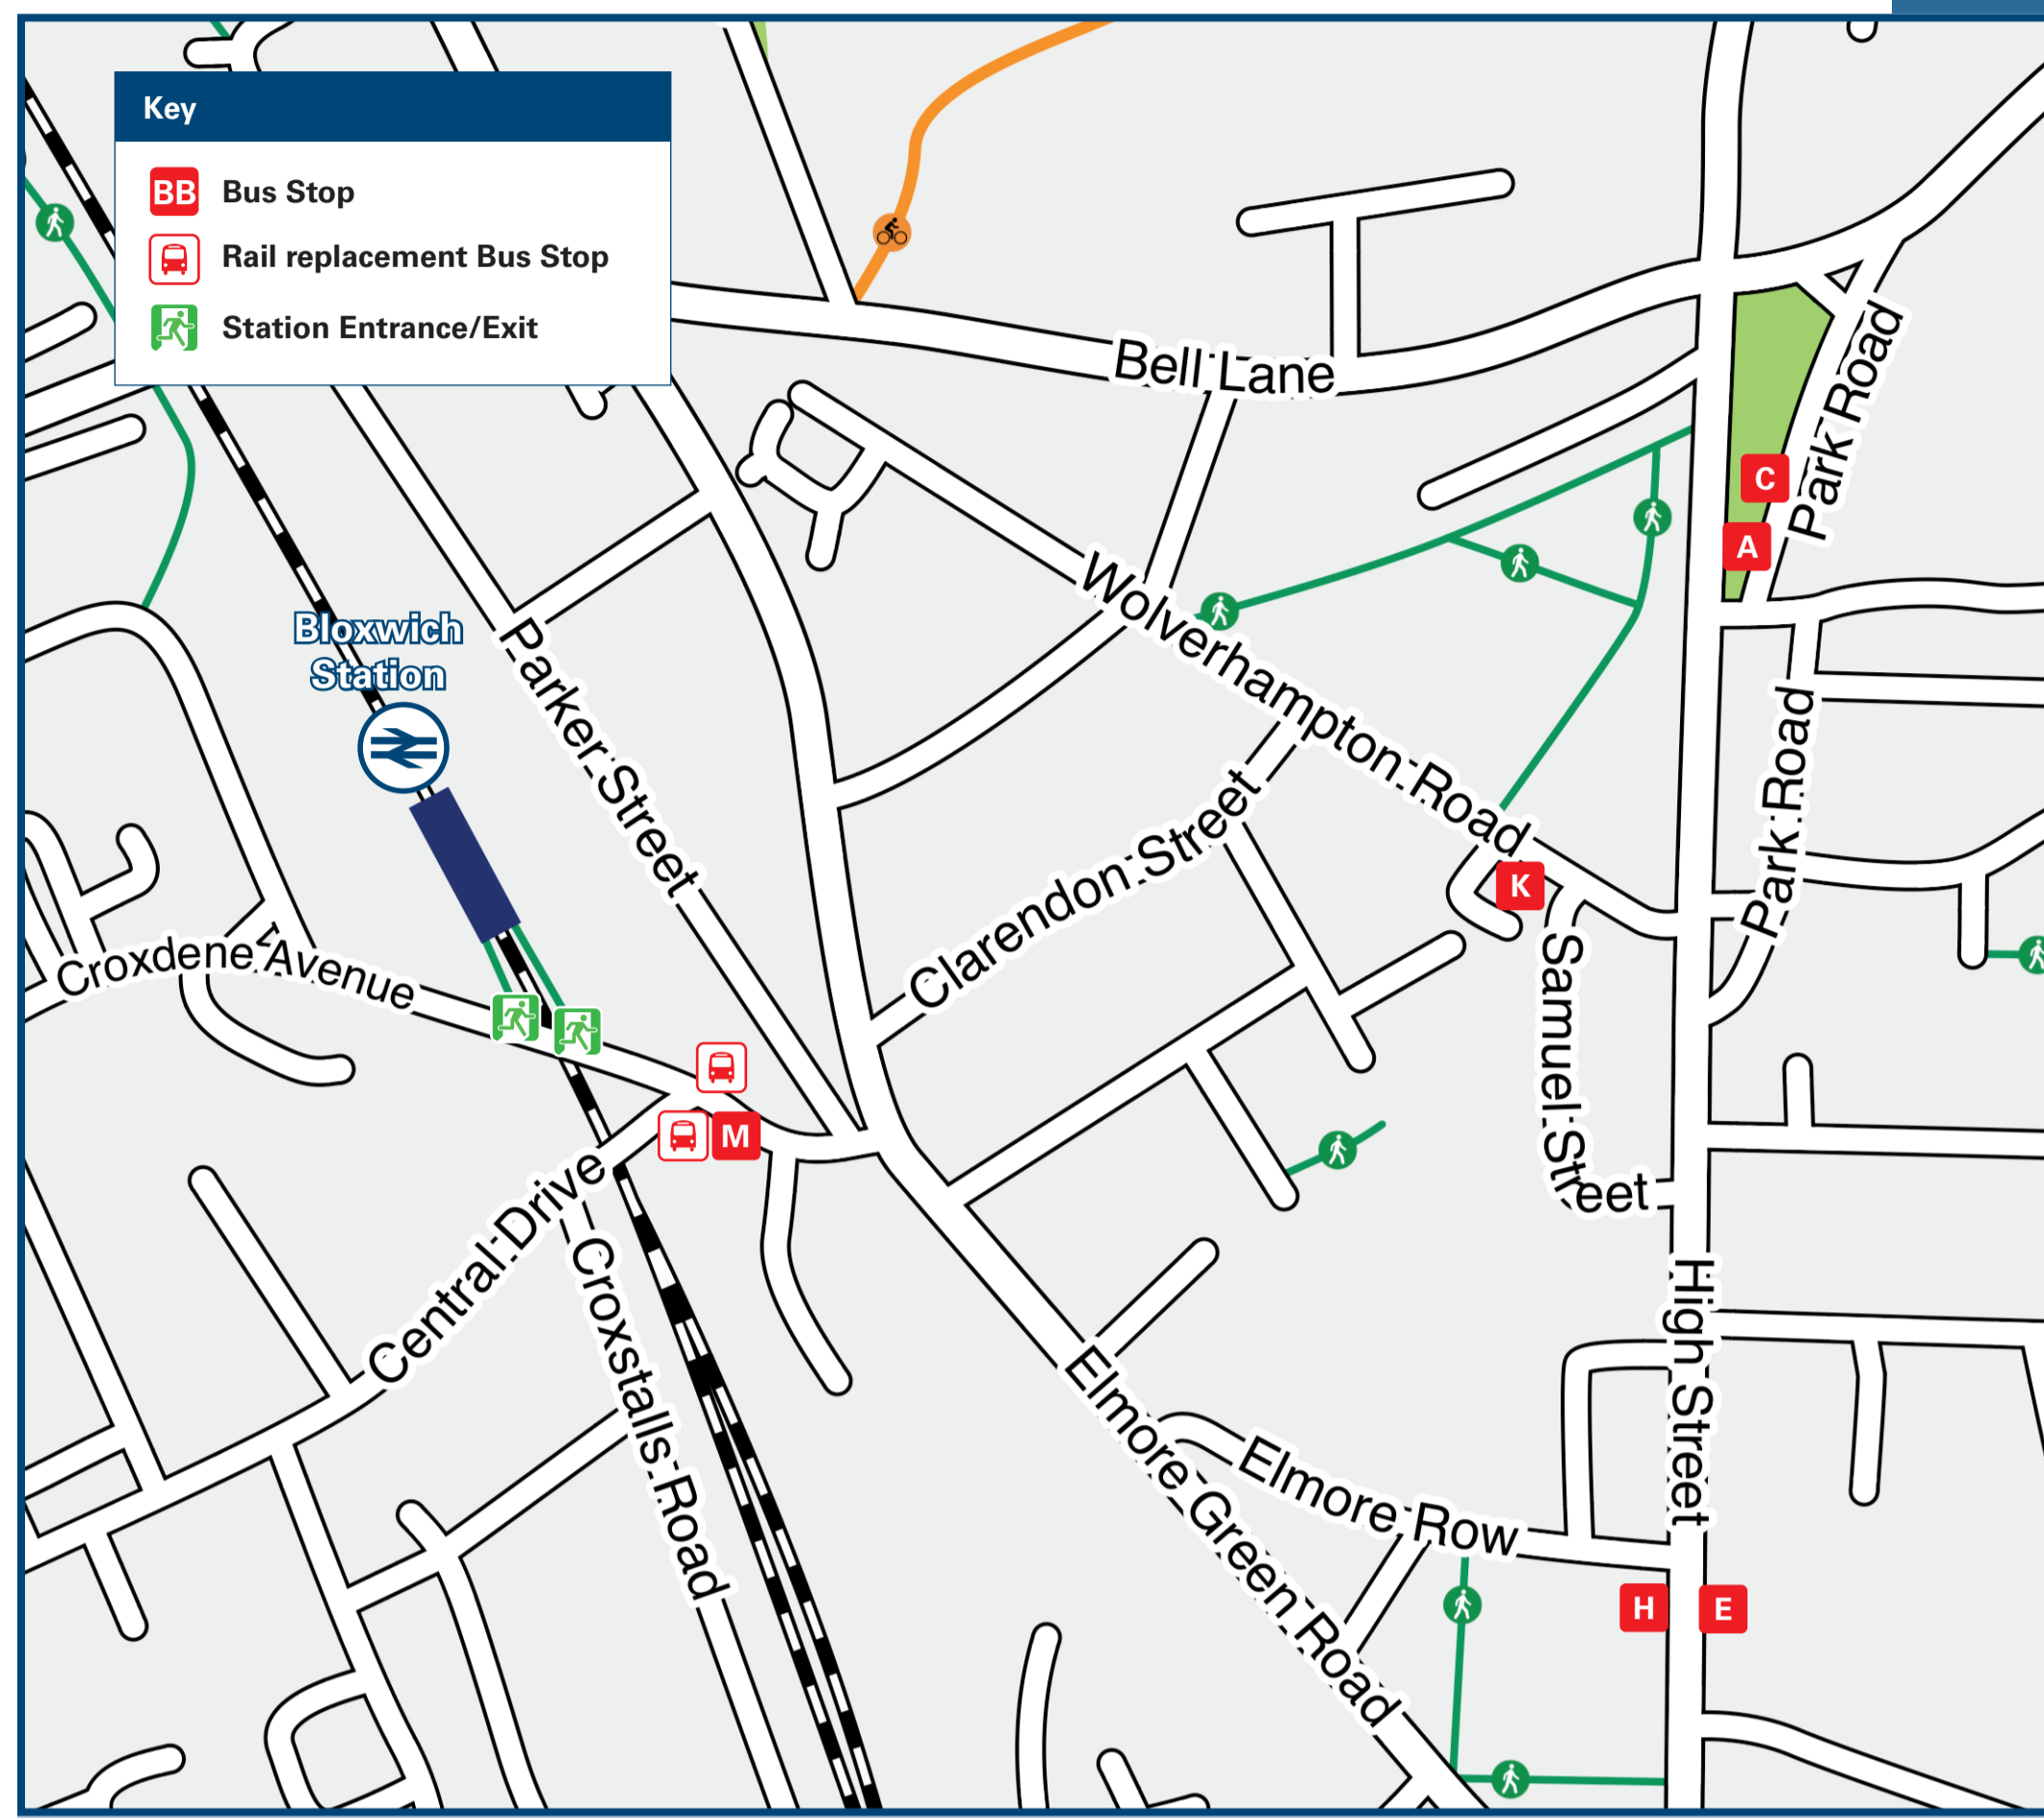 Key
BB Bus Stop
Rail replacement Bus Stop
Station Entrance/Exit
Bell Lane
Park Road
C
A
Wolverhampton Road
Bloxwich
Station
Parker Street
Park Road
Clarendon Street
K
Croxdene Avenue
Samuel Street
M
Central Drive
Croxstalls Road
High Street
Elmore Green Road
Elmore Row
H
E